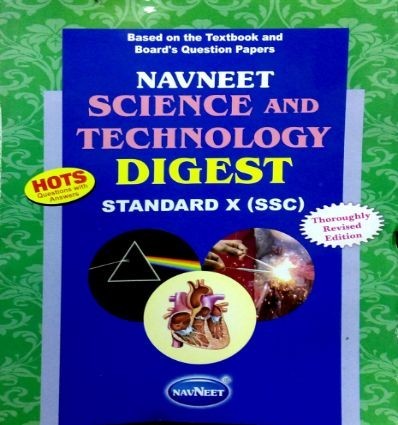 Based on the Textbook and
Board's Question Papers
NAVNEET
SCIENCE AND
TECHNOLOGY
DIGEST
STANDARD X (SSC)
HOTS
Questions with
Answers
Thoroughly
Revised
Edition
NAVNEET